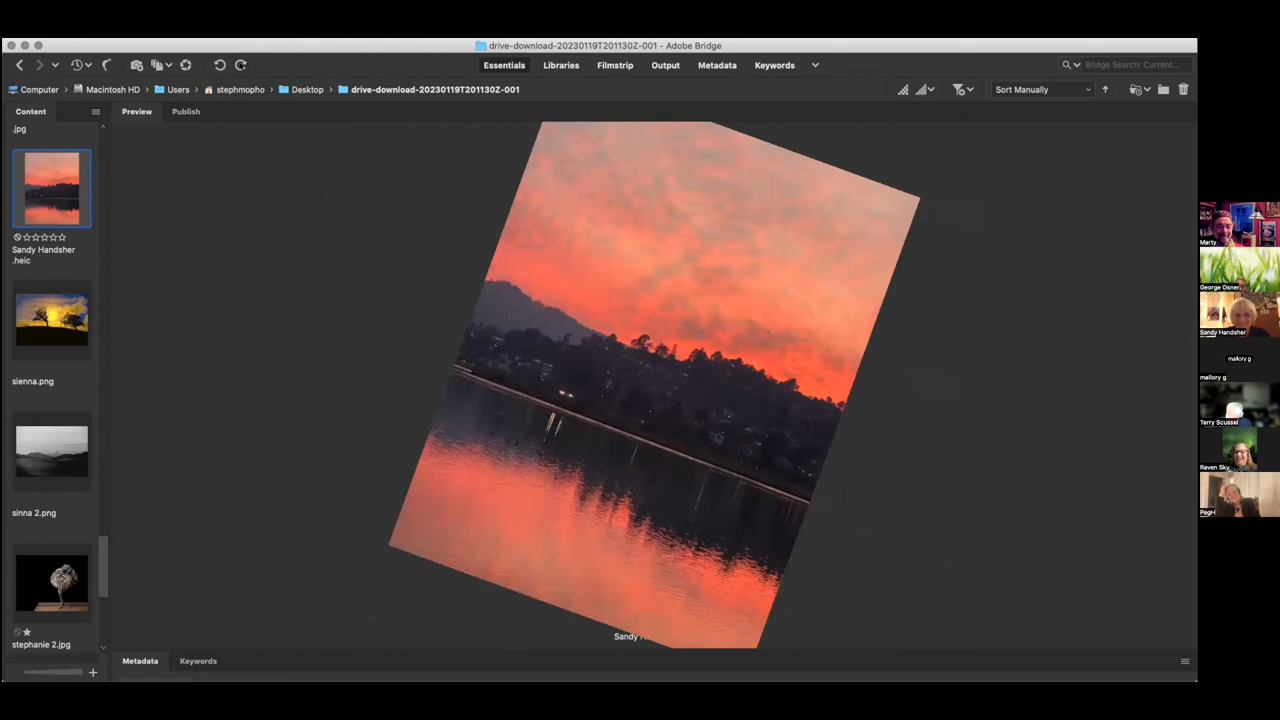 drive-download-20230119T201130Z-001 - Adobe Bridge
Essentials Libraries Filmstrip Output Metadata Keywords
Bridge Search: Current...
Computer Macintosh HD Users stephmopho Desktop drive-download-20230119T201130Z-001
Sort Manually
Content
Preview Publish
.jpg
Sandy Handsher
.heic
sienna.png
sinna 2.png
stephanie 2.jpg
Sandy
Metadata Keywords
Marty
George Osner
Sandy Handsher
mallory g
mallory g
Terry Scussel
Raven Sky
PegH